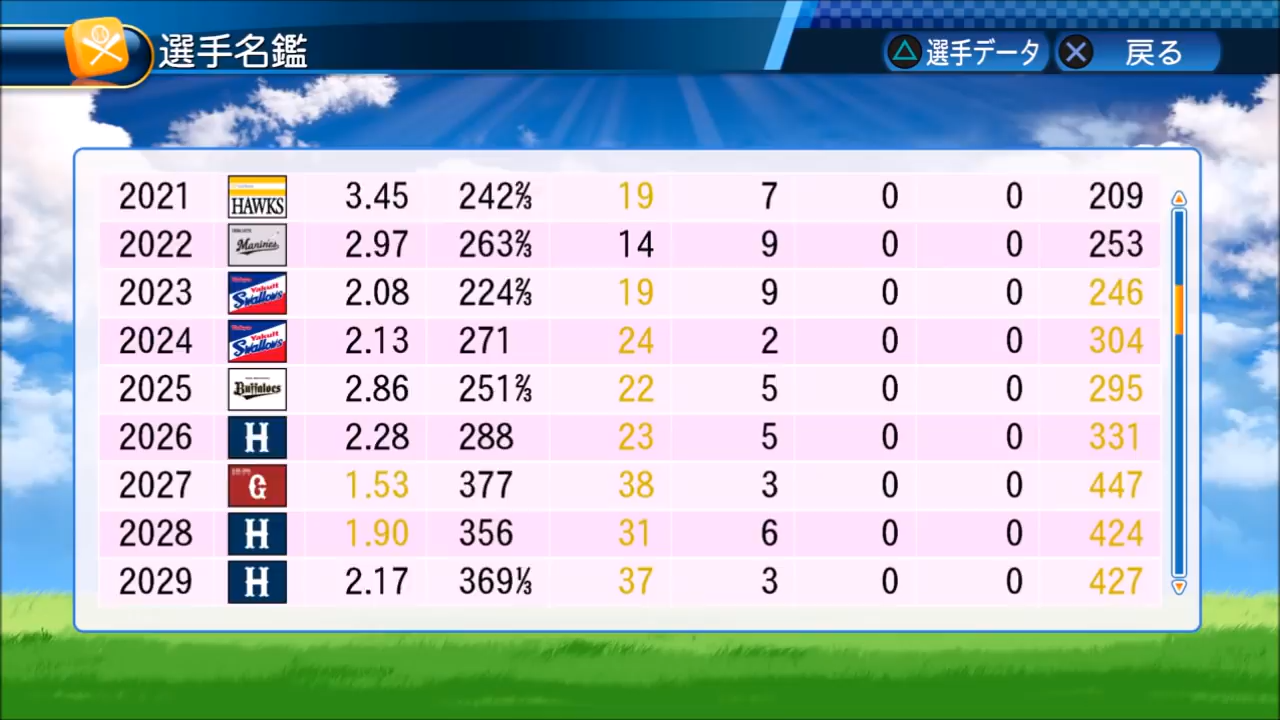 選手名鑑 選手データ 戻る
2021 HAWKS 3.45 242⅔ 19 7 0 0 209
2022 Marines 2.97 263⅔ 14 9 0 0 253
2023 Yakult Swallows 2.08 224⅔ 19 9 0 0 246
2024 Yakult Swallows 2.13 271 24 2 0 0 304
2025 Buffaloes 2.86 251⅔ 22 5 0 0 295
2026 H 2.28 288 23 5 0 0 331
2027 G 1.53 377 38 3 0 0 447
2028 H 1.90 356 31 6 0 0 424
2029 H 2.17 369⅓ 37 3 0 0 427